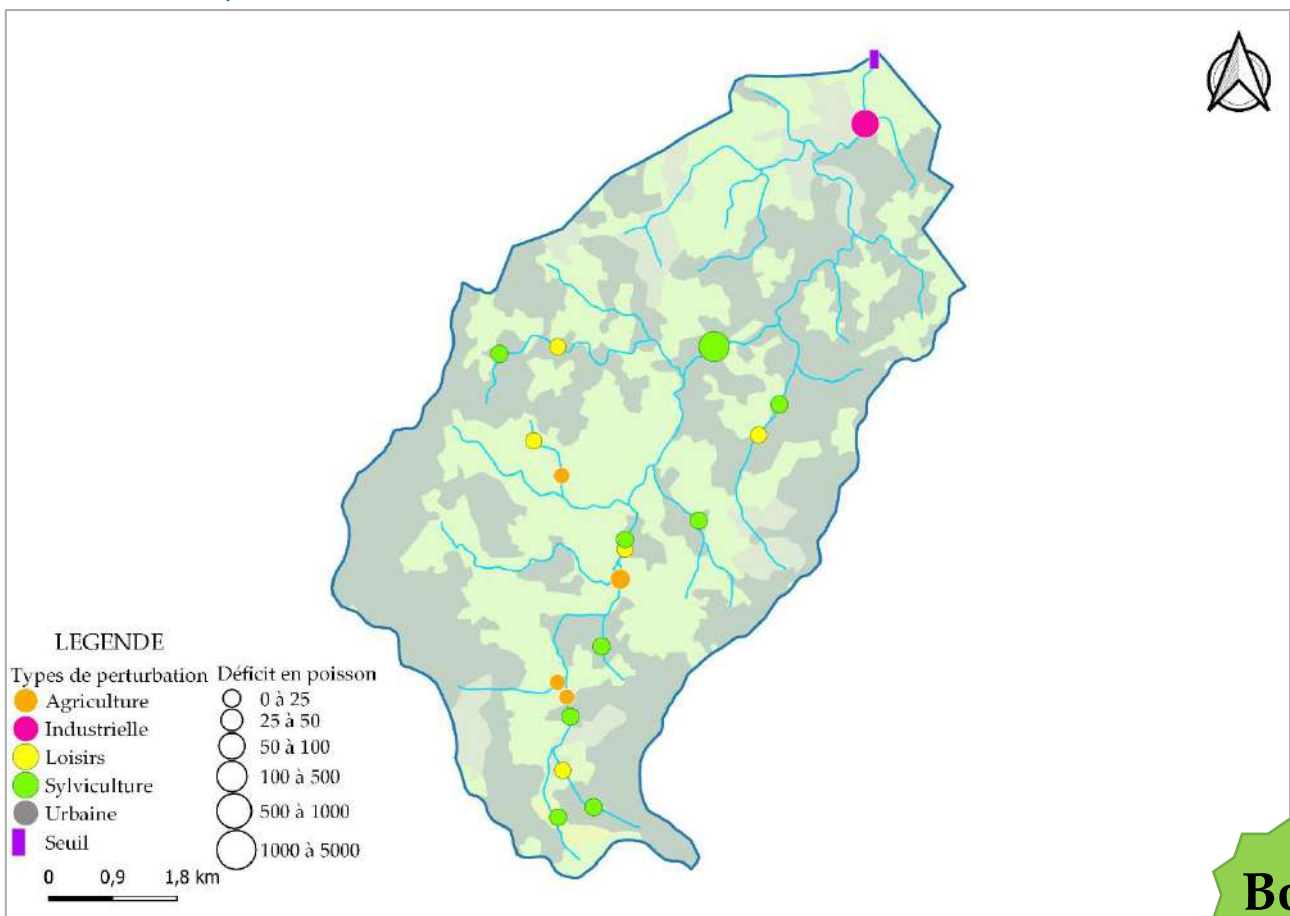 LEGENDE
Types de perturbation
Agriculture
Industrielle
Loisirs
Sylviculture
Urbaine
Seuil
Déficit en poisson
0 à 25
25 à 50
50 à 100
100 à 500
500 à 1000
1000 à 5000
0 0,9 1,8 km